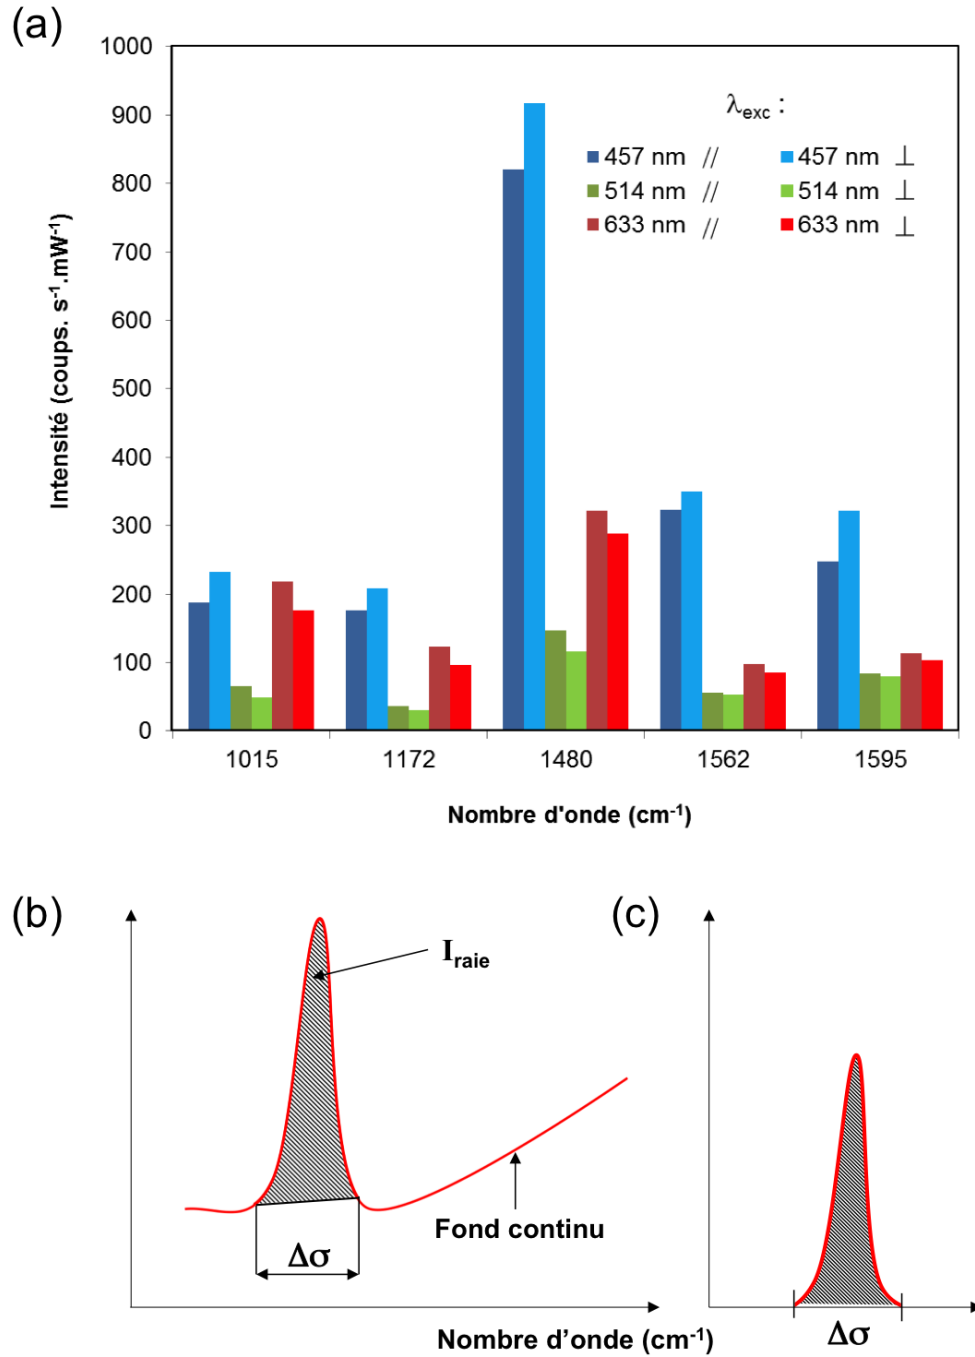 (a)
1000
900
800
700
600
500
400
300
200
100
0
Intensité (coups. s⁻¹.mW⁻¹)
λexc :
457 nm // 457 nm ⊥
514 nm // 514 nm ⊥
633 nm // 633 nm ⊥
1015 1172 1480 1562 1595
Nombre d'onde (cm⁻¹)
(b)
(c)
Iraie
Fond continu
Δσ
Δσ
Nombre d’onde (cm⁻¹)